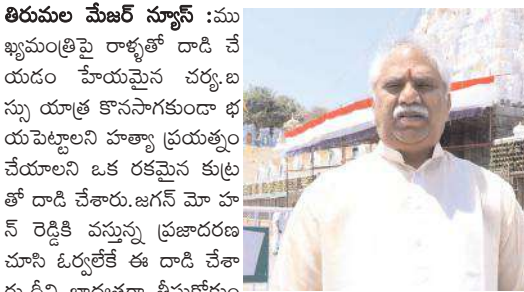 తిరుమల మేజర్ న్యూస్ :ము
ఖ్యమంత్రిపై రాళ్ళతో దాడి చే
యడం హేయమైన చర్య.బ
స్సు యాత్ర కొనసాగకుండా భ
యపెట్టాలని హత్యా ప్రయత్నం
చేయాలని ఒక రకమైన కుట్ర
తో దాడి చేశారు.జగన్ మో హ
న్ రెడ్డికి వస్తున్న ప్రజాదరణ
చూసి ఓర్వలేకే ఈ దాడి చేశా